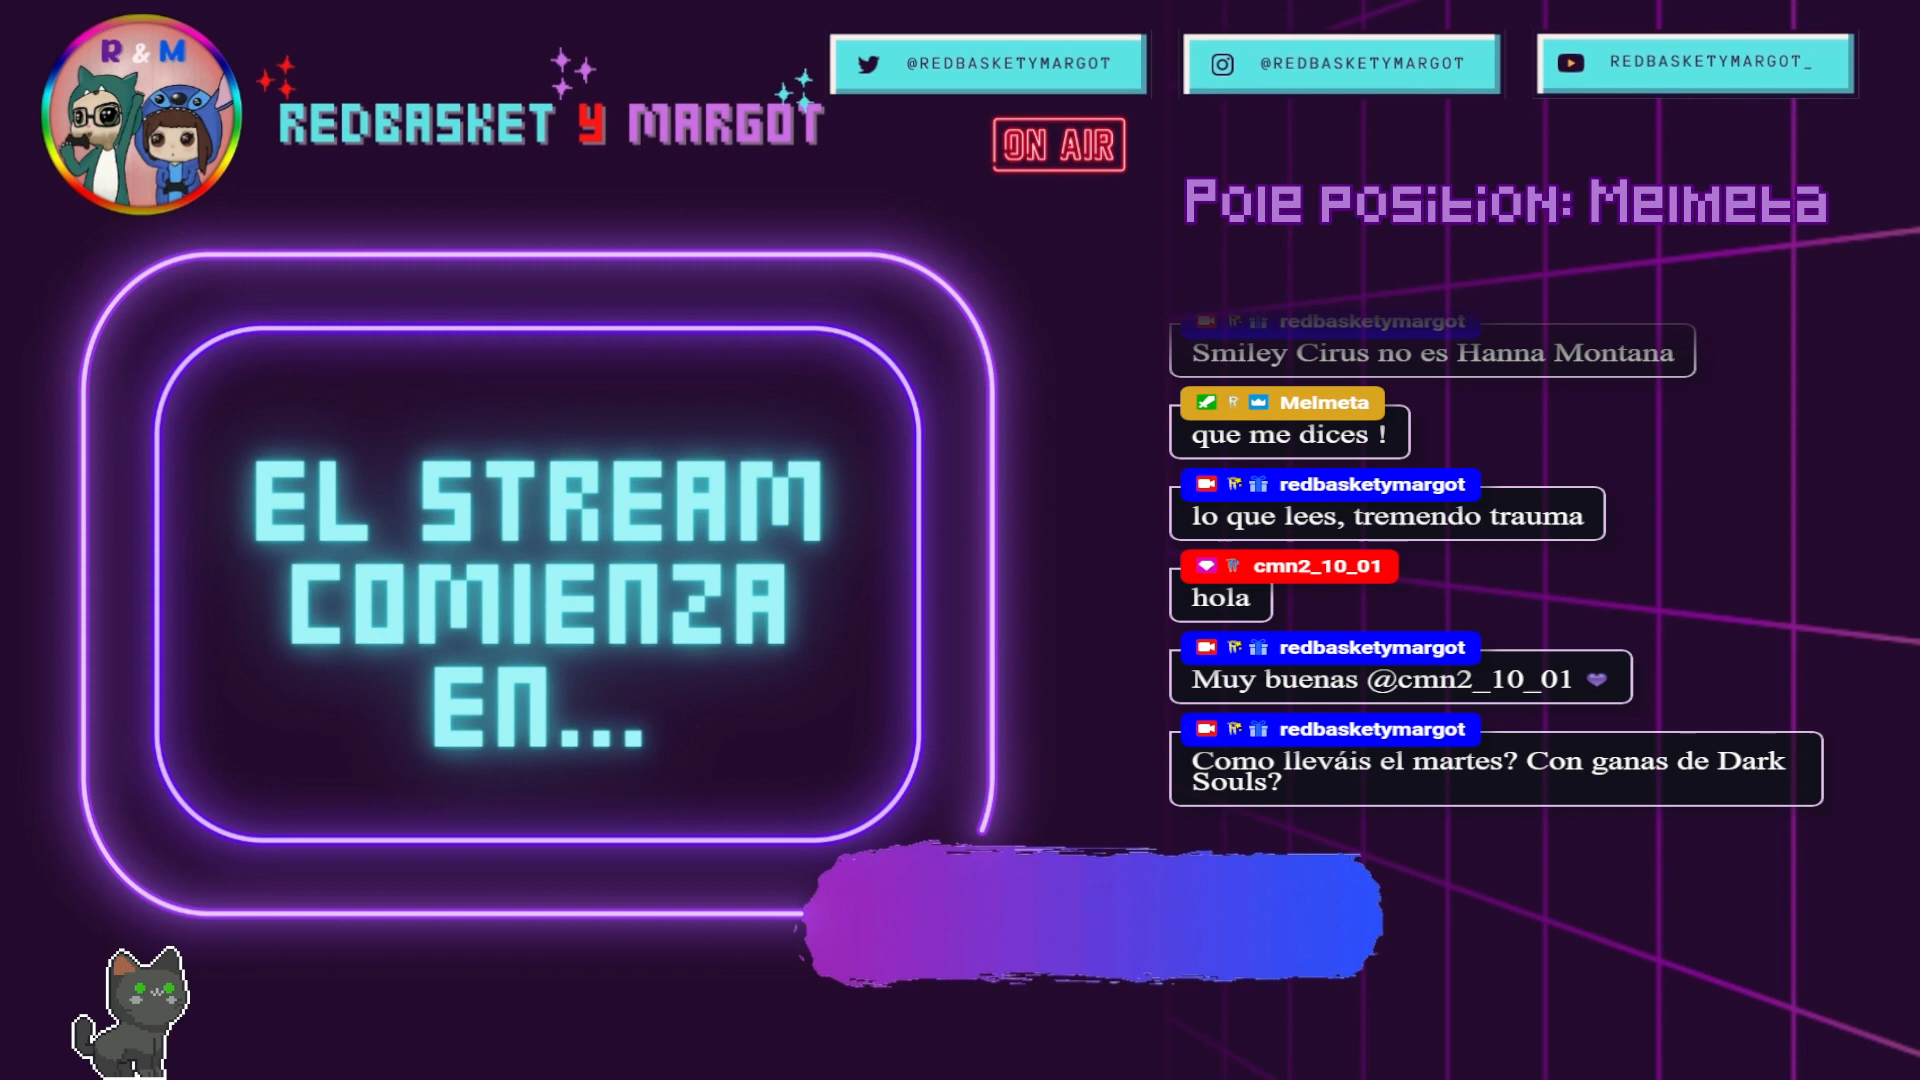 R & M
REDBASKET Y MARGOT
@REDBASKETYMARGOT
@REDBASKETYMARGOT
REDBASKETYMARGOT_
ON AIR
Pole position: Melmeta
EL STREAM
COMIENZA
EN...
redbasketymargot
Smiley Cirus no es Hanna Montana
Melmeta
que me dices !
redbasketymargot
lo que lees, tremendo trauma
cmn2_10_01
hola
redbasketymargot
Muy buenas @cmn2_10_01 💜
redbasketymargot
Como lleváis el martes? Con ganas de Dark
Souls?